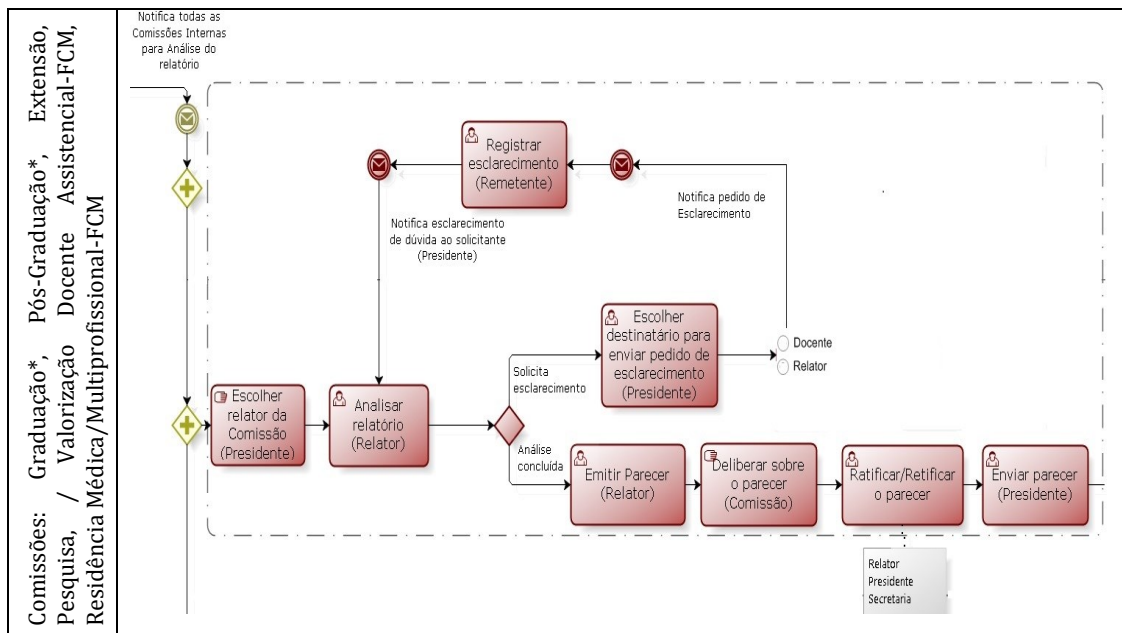 Comissões: Graduação*, Pós-Graduação*, Extensão,
Pesquisa, / Valorização Docente Assistencial-FCM,
Residência Médica/Multiprofissional-FCM
Notifica todas as
Comissões Internas
para Análise do
relatório
Registrar
esclarecimento
(Remetente)
Notifica pedido de
Esclarecimento
Notifica esclarecimento
de dúvida ao solicitante
(Presidente)
Escolher
destinatário para
enviar pedido de
esclarecimento
(Presidente)
Docente
Relator
Solicita
esclarecimento
Escolher
relator da
Comissão
(Presidente)
Analisar
relatório
(Relator)
Análise
concluída
Emitir Parecer
(Relator)
Deliberar sobre
o parecer
(Comissão)
Ratificar/Retificar
o parecer
Enviar parecer
(Presidente)
Relator
Presidente
Secretaria